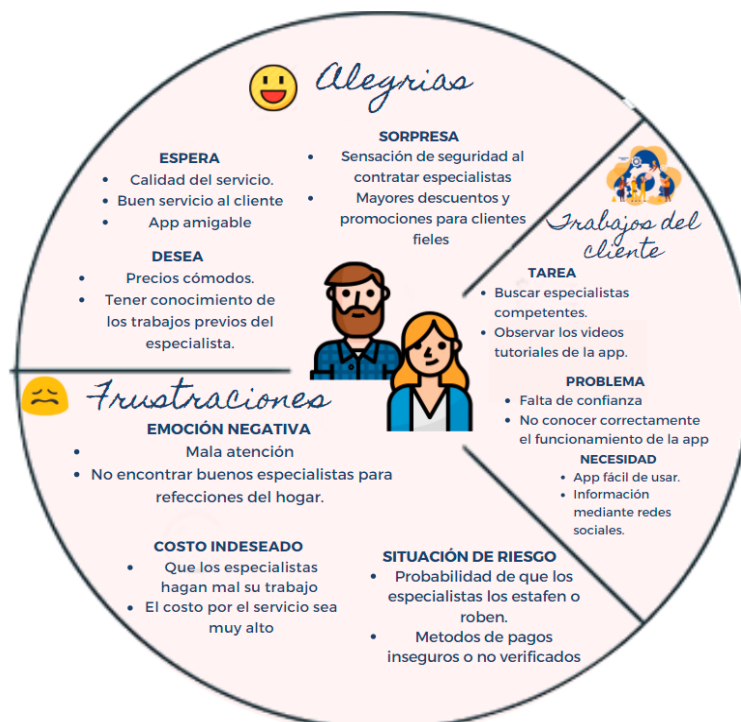 Alegrias
ESPERA
• Calidad del servicio.
• Buen servicio al cliente
• App amigable
DESEA
• Precios cómodos.
• Tener conocimiento de
los trabajos previos del
especialista.
SORPRESA
• Sensación de seguridad al
contratar especialistas
• Mayores descuentos y
promociones para clientes
fieles
Trabajos del
cliente
TAREA
• Buscar especialistas
competentes.
• Observar los videos
tutoriales de la app.
PROBLEMA
• Falta de confianza
• No conocer correctamente
el funcionamiento de la app
NECESIDAD
• App fácil de usar.
• Información
mediante redes
sociales.
Frustraciones
EMOCIÓN NEGATIVA
• Mala atención
• No encontrar buenos especialistas para
refecciones del hogar.
COSTO INDESEADO
• Que los especialistas
hagan mal su trabajo
• El costo por el servicio sea
muy alto
SITUACIÓN DE RIESGO
• Probabilidad de que los
especialistas los estafen o
roben.
• Metodos de pagos
inseguros o no verificados